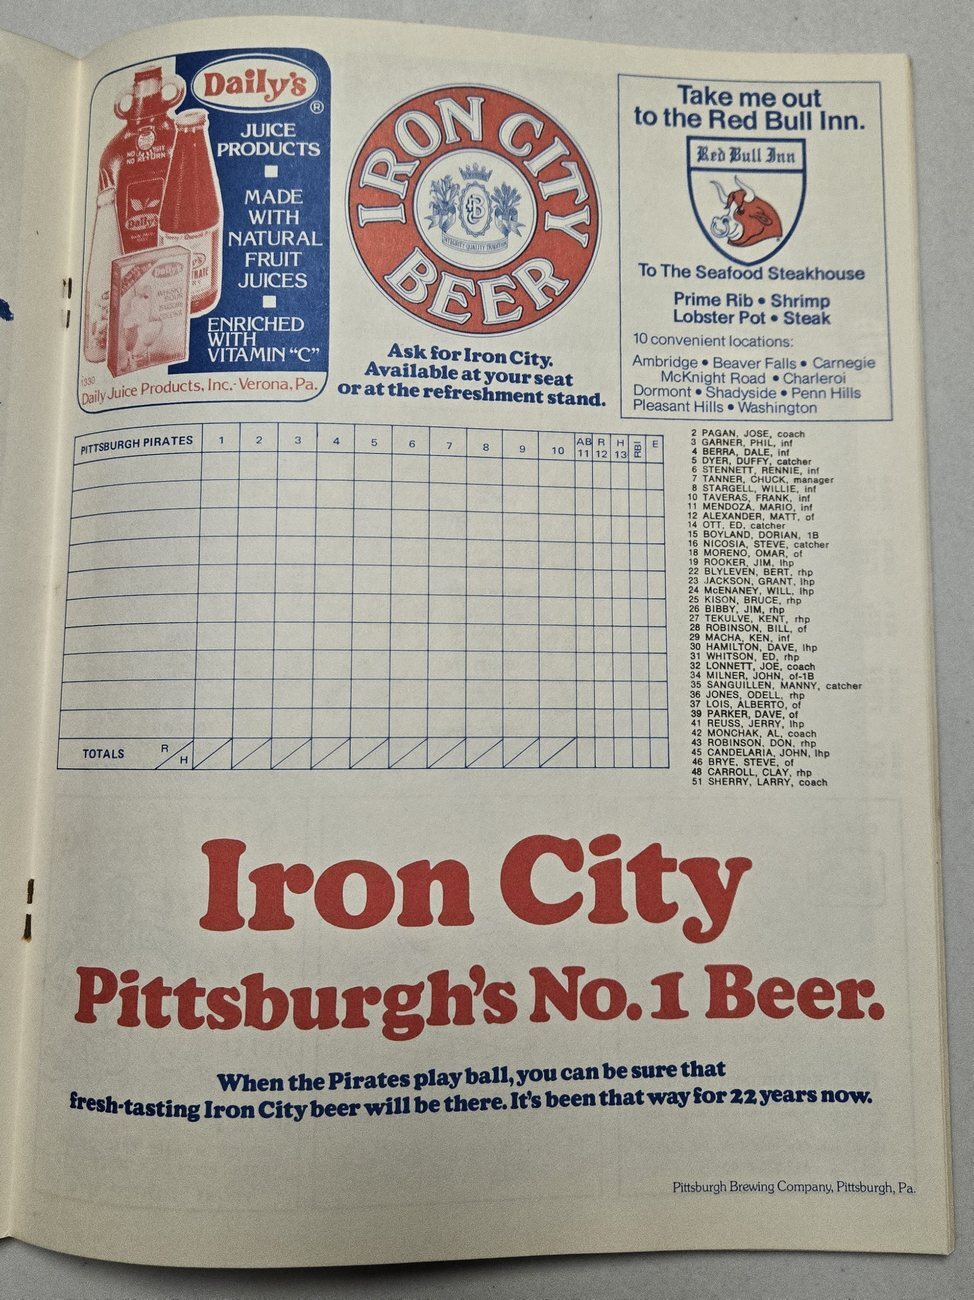 Daily's
®
JUICE
PRODUCTS
MADE
WITH
NATURAL
FRUIT
JUICES
ENRICHED
WITH
VITAMIN "C"
NO DEPOSIT
NO RETURN
Daily's
1330
Daily Juice Products, Inc. - Verona, Pa.
IRON CITY
BEER
INTEGRITY QUALITY TRADITION
Ask for Iron City.
Available at your seat
or at the refreshment stand.
Take me out
to the Red Bull Inn.
Red Bull Inn
To The Seafood Steakhouse
Prime Rib • Shrimp
Lobster Pot • Steak
10 convenient locations:
Ambridge • Beaver Falls • Carnegie
McKnight Road • Charleroi
Dormont • Shadyside • Penn Hills
Pleasant Hills • Washington
PITTSBURGH PIRATES 1 2 3 4 5 6 7 8 9 10 AB 11 R 12 H 13 RBI E
TOTALS R H
2 PAGAN, JOSE, coach
3 GARNER, PHIL, inf
4 BERRA, DALE, inf
5 DYER, DUFFY, catcher
6 STENNETT, RENNIE, inf
7 TANNER, CHUCK, manager
8 STARGELL, WILLIE, inf
10 TAVERAS, FRANK, inf
11 MENDOZA, MARIO, inf
12 ALEXANDER, MATT, of
14 OTT, ED, catcher
15 BOYLAND, DORIAN, 1B
16 NICOSIA, STEVE, catcher
18 MORENO, OMAR, of
19 ROOKER, JIM, lhp
22 BLYLEVEN, BERT, rhp
23 JACKSON, GRANT, lhp
24 McENANEY, WILL, lhp
25 KISON, BRUCE, rhp
26 BIBBY, JIM, rhp
27 TEKULVE, KENT, rhp
28 ROBINSON, BILL, of
29 MACHA, KEN, inf
30 HAMILTON, DAVE, lhp
31 WHITSON, ED, rhp
32 LONNETT, JOE, coach
34 MILNER, JOHN, of-1B
35 SANGUILLEN, MANNY, catcher
36 JONES, ODELL, rhp
37 LOIS, ALBERTO, of
39 PARKER, DAVE, of
41 REUSS, JERRY, lhp
42 MONCHAK, AL, coach
43 ROBINSON, DON, rhp
45 CANDELARIA, JOHN, lhp
46 BRYE, STEVE, of
48 CARROLL, CLAY, rhp
51 SHERRY, LARRY, coach
Iron City
Pittsburgh's No. 1 Beer.
When the Pirates play ball, you can be sure that
fresh-tasting Iron City beer will be there. It's been that way for 22 years now.
Pittsburgh Brewing Company, Pittsburgh, Pa.